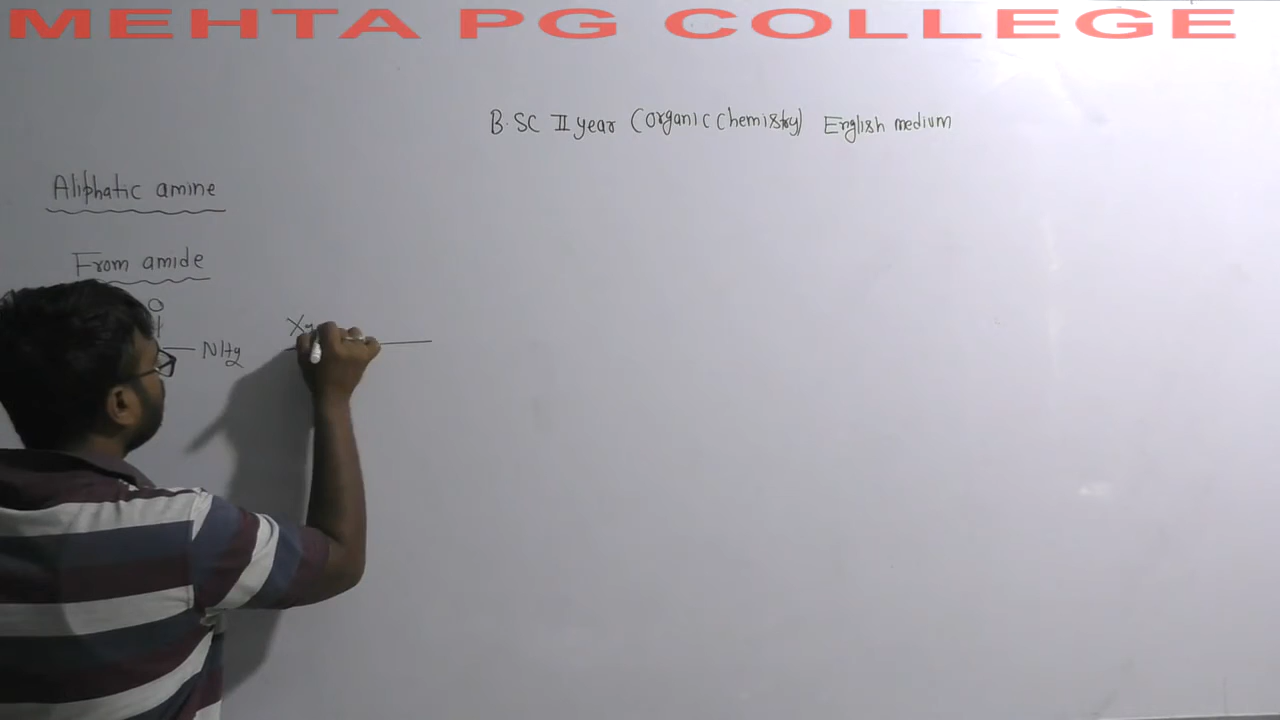 MEHTA PG COLLEGE
B.SC II year (Organic Chemistry) English medium
Aliphatic amine
From amide
O
NH2